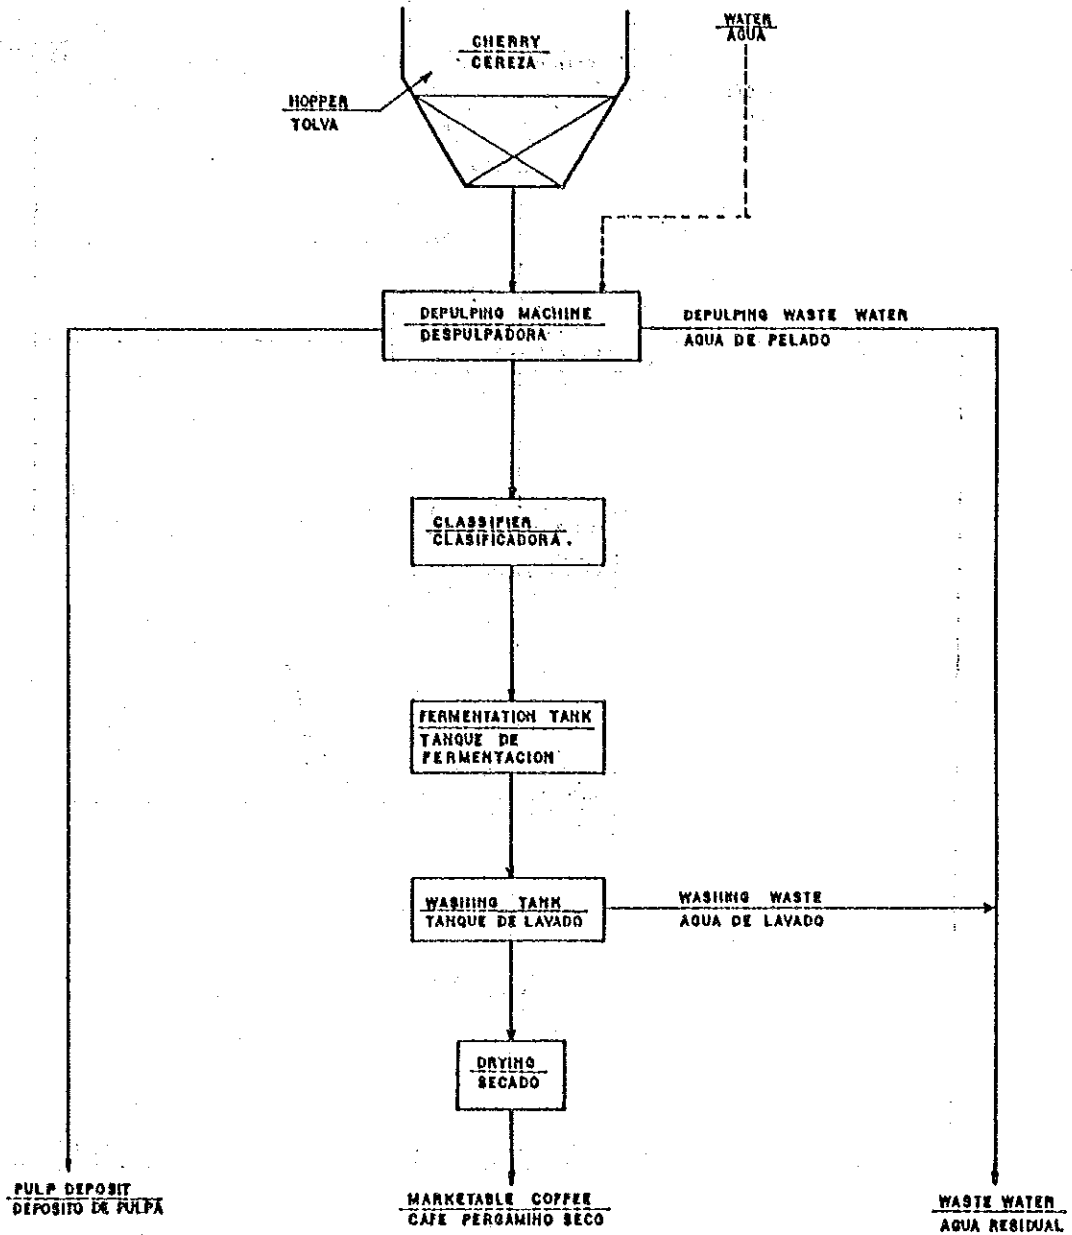 CHERRY
CEREZA
WATER
AGUA
HOPPER
TOLVA
DEPULPING MACHINE
DESPULPADORA
DEPULPING WASTE WATER
AGUA DE PELADO
CLASSIFIER
CLASIFICADORA.
FERMENTATION TANK
TANQUE DE
FERMENTACION
WASHING TANK
TANQUE DE LAVADO
WASHING WASTE
AGUA DE LAVADO
DRYING
SECADO
PULP DEPOSIT
DEPOSITO DE PULPA
MARKETABLE COFFEE
CAFE PERGAMINO SECO
WASTE WATER
AGUA RESIDUAL